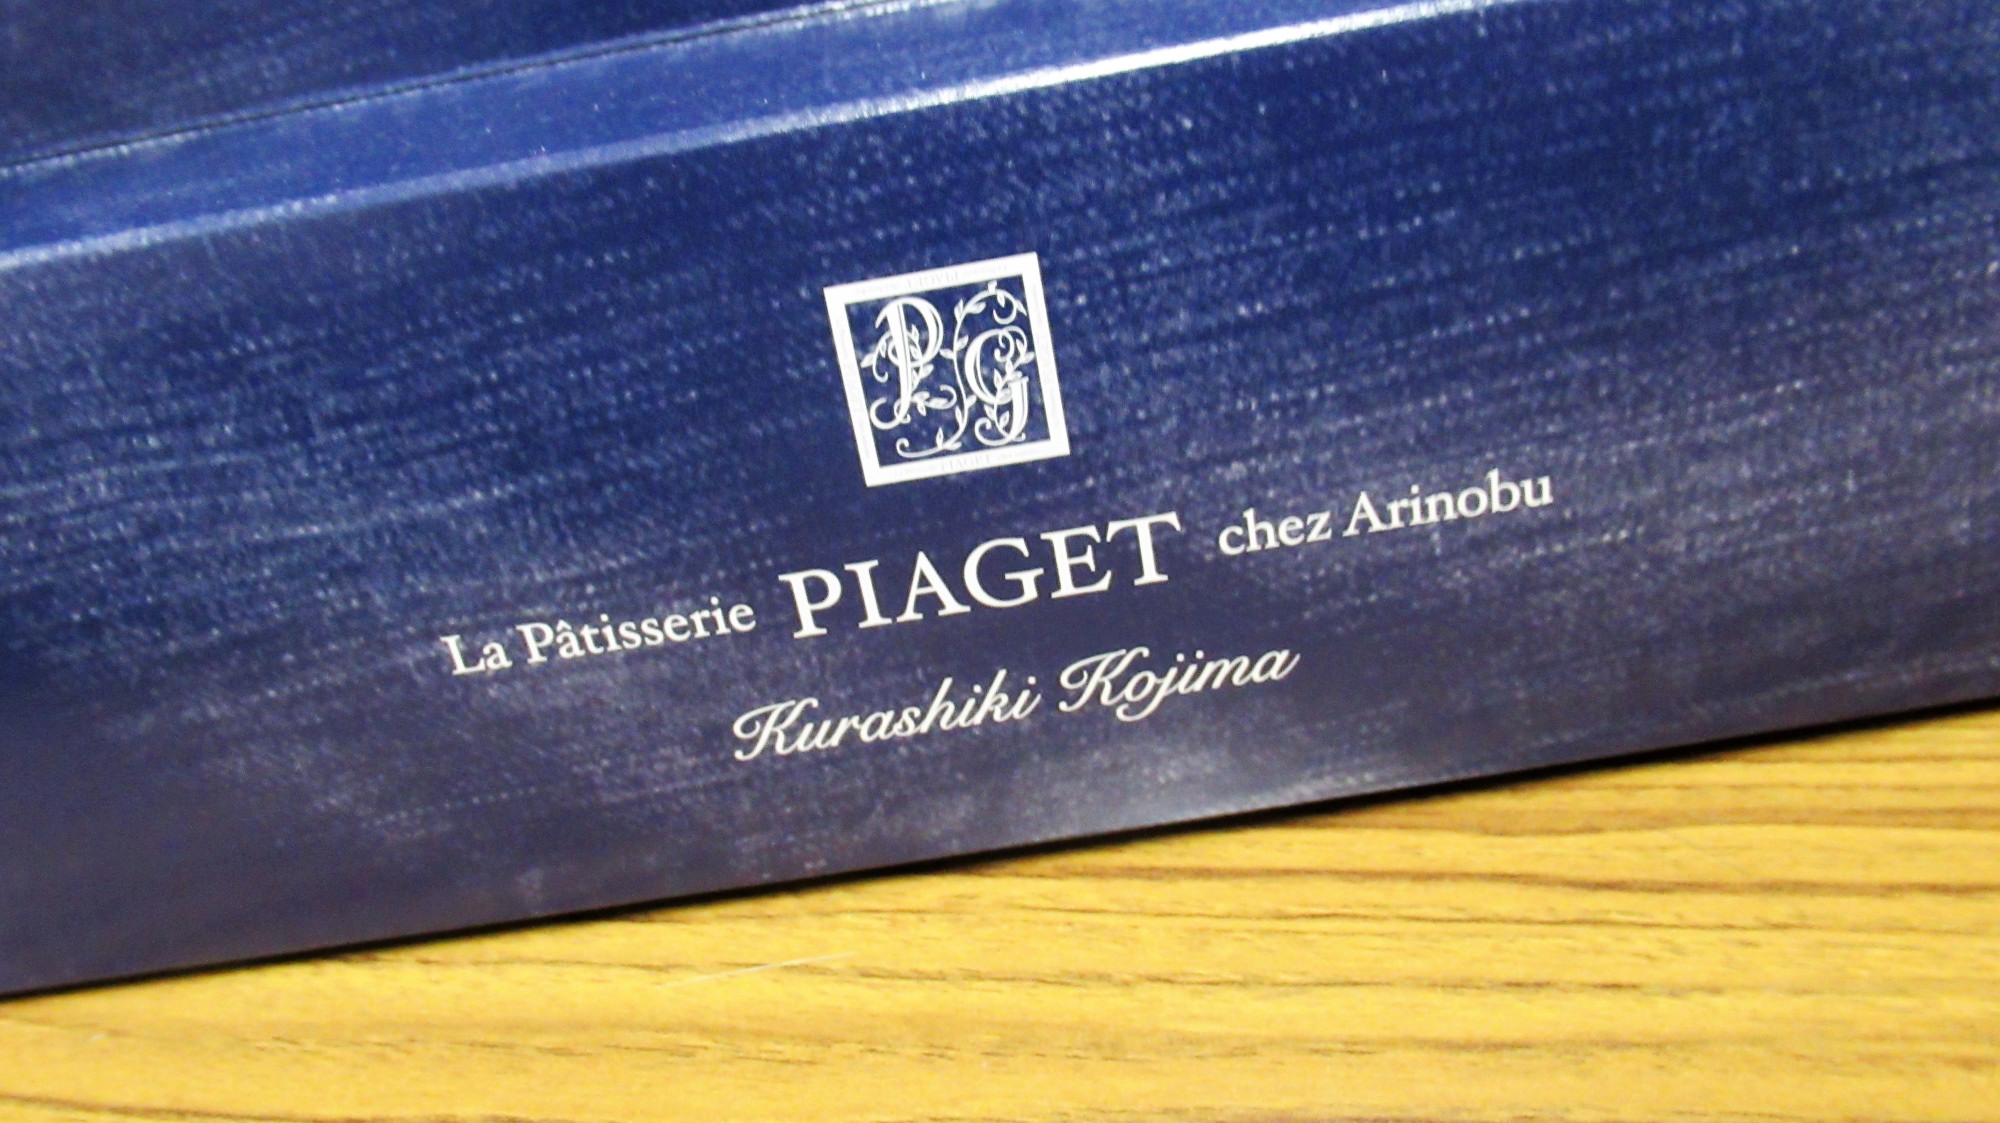 PG
La Pâtisserie PIAGET chez Arinobu
Kurashiki Kojima